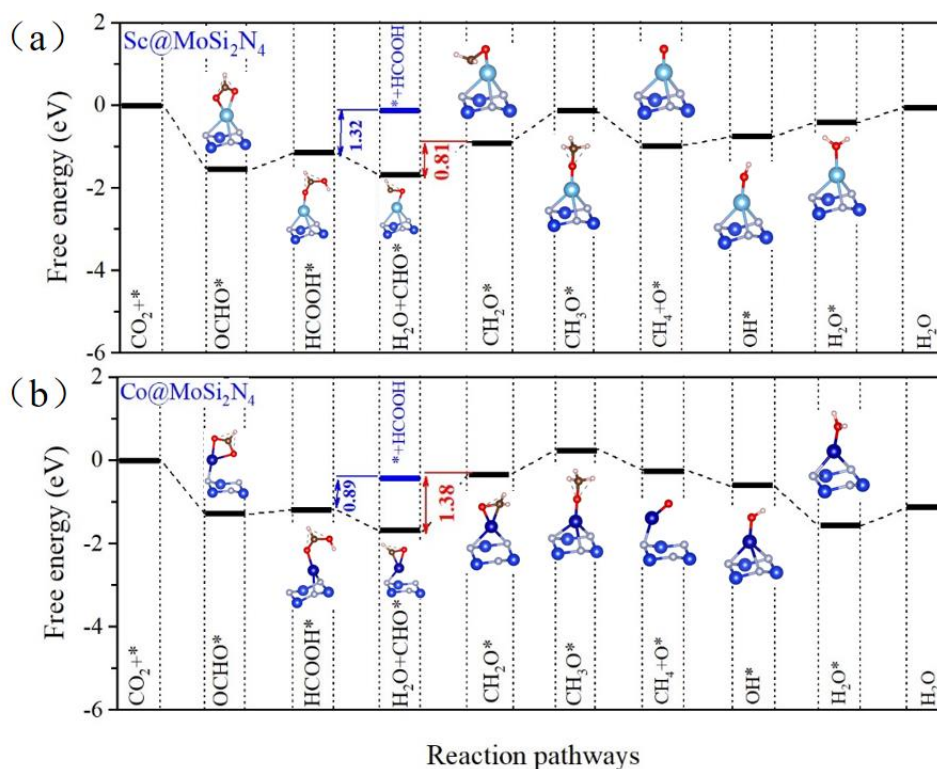 (a)
Sc@MoSi₂N₄
Free energy (eV)
2
0
-2
-4
-6
1.32
*+HCOOH
0.81
CO₂+*
OCHO*
HCOOH*
H₂O+CHO*
CH₂O*
CH₃O*
CH₄+O*
OH*
H₂O*
H₂O
(b)
Co@MoSi₂N₄
Free energy (eV)
2
0
-2
-4
-6
0.89
*+HCOOH
1.38
CO₂+*
OCHO*
HCOOH*
H₂O+CHO*
CH₂O*
CH₃O*
CH₄+O*
OH*
H₂O*
H₂O
Reaction pathways